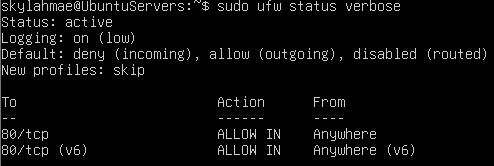 skylahmae@UbuntuServers:~$ sudo ufw status verbose
Status: active
Logging: on (low)
Default: deny (incoming), allow (outgoing), disabled (routed)
New profiles: skip
To Action From
-- ------ ----
80/tcp ALLOW IN Anywhere
80/tcp (v6) ALLOW IN Anywhere (v6)